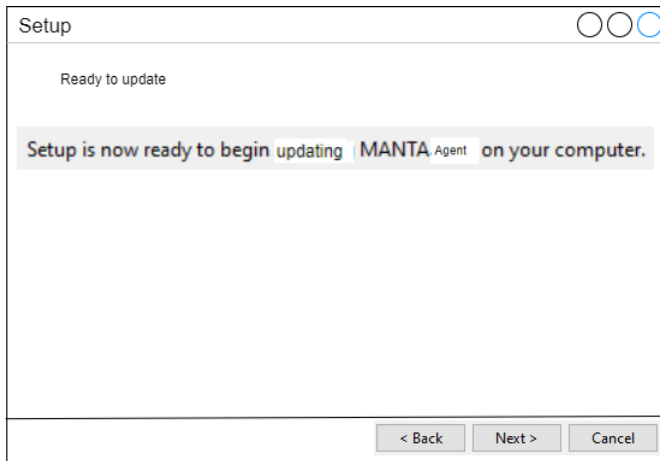 Setup
Ready to update
Setup is now ready to begin updating MANTA Agent on your computer.
< Back Next > Cancel